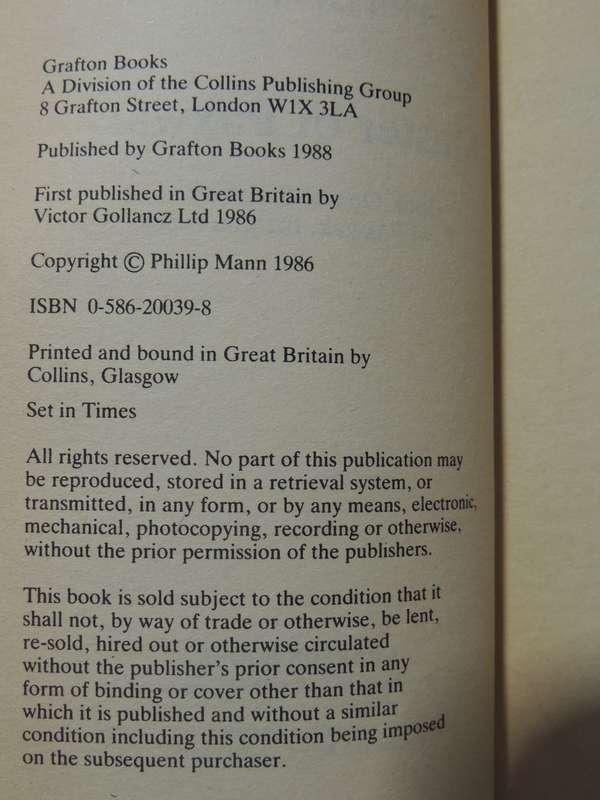 Grafton Books
A Division of the Collins Publishing Group
8 Grafton Street, London W1X 3LA
Published by Grafton Books 1988
First published in Great Britain by
Victor Gollancz Ltd 1986
Copyright © Phillip Mann 1986
ISBN 0-586-20039-8
Printed and bound in Great Britain by
Collins, Glasgow
Set in Times
All rights reserved. No part of this publication may
be reproduced, stored in a retrieval system, or
transmitted, in any form, or by any means, electronic,
mechanical, photocopying, recording or otherwise,
without the prior permission of the publishers.
This book is sold subject to the condition that it
shall not, by way of trade or otherwise, be lent,
re-sold, hired out or otherwise circulated
without the publisher's prior consent in any
form of binding or cover other than that in
which it is published and without a similar
condition including this condition being imposed
on the subsequent purchaser.